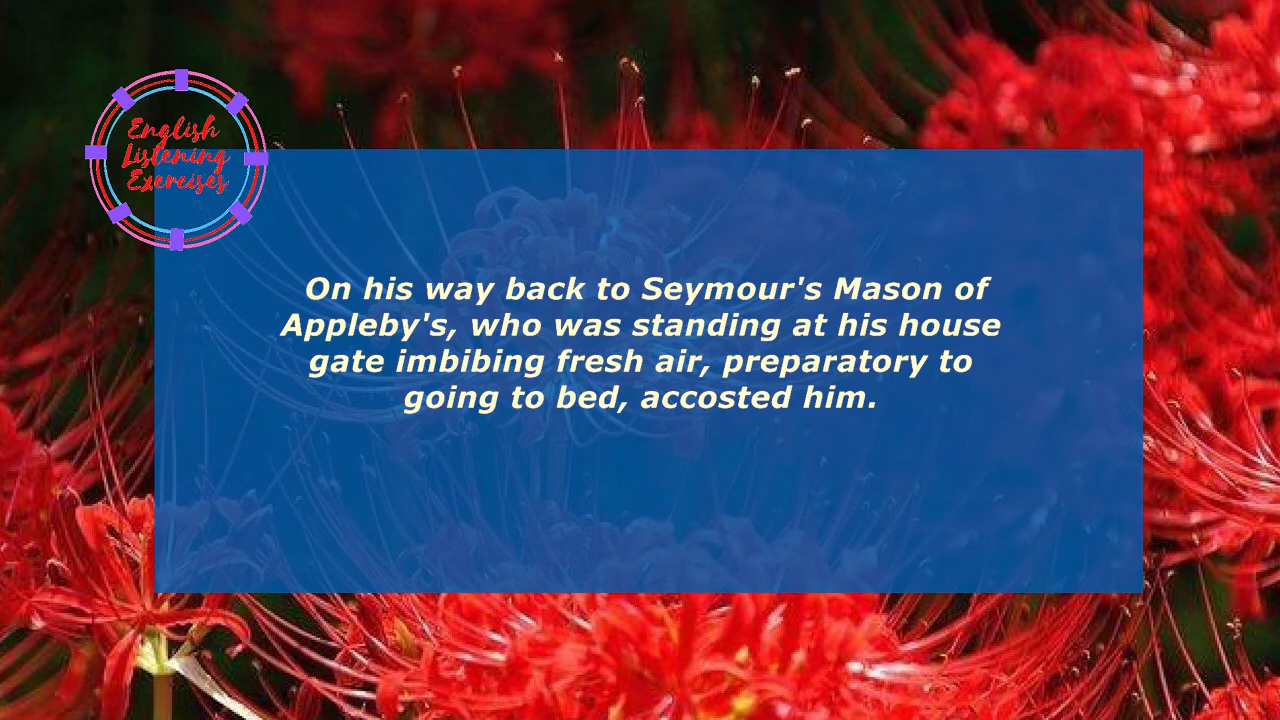 English
Listening
Exercises
On his way back to Seymour's Mason of
Appleby's, who was standing at his house
gate imbibing fresh air, preparatory to
going to bed, accosted him.